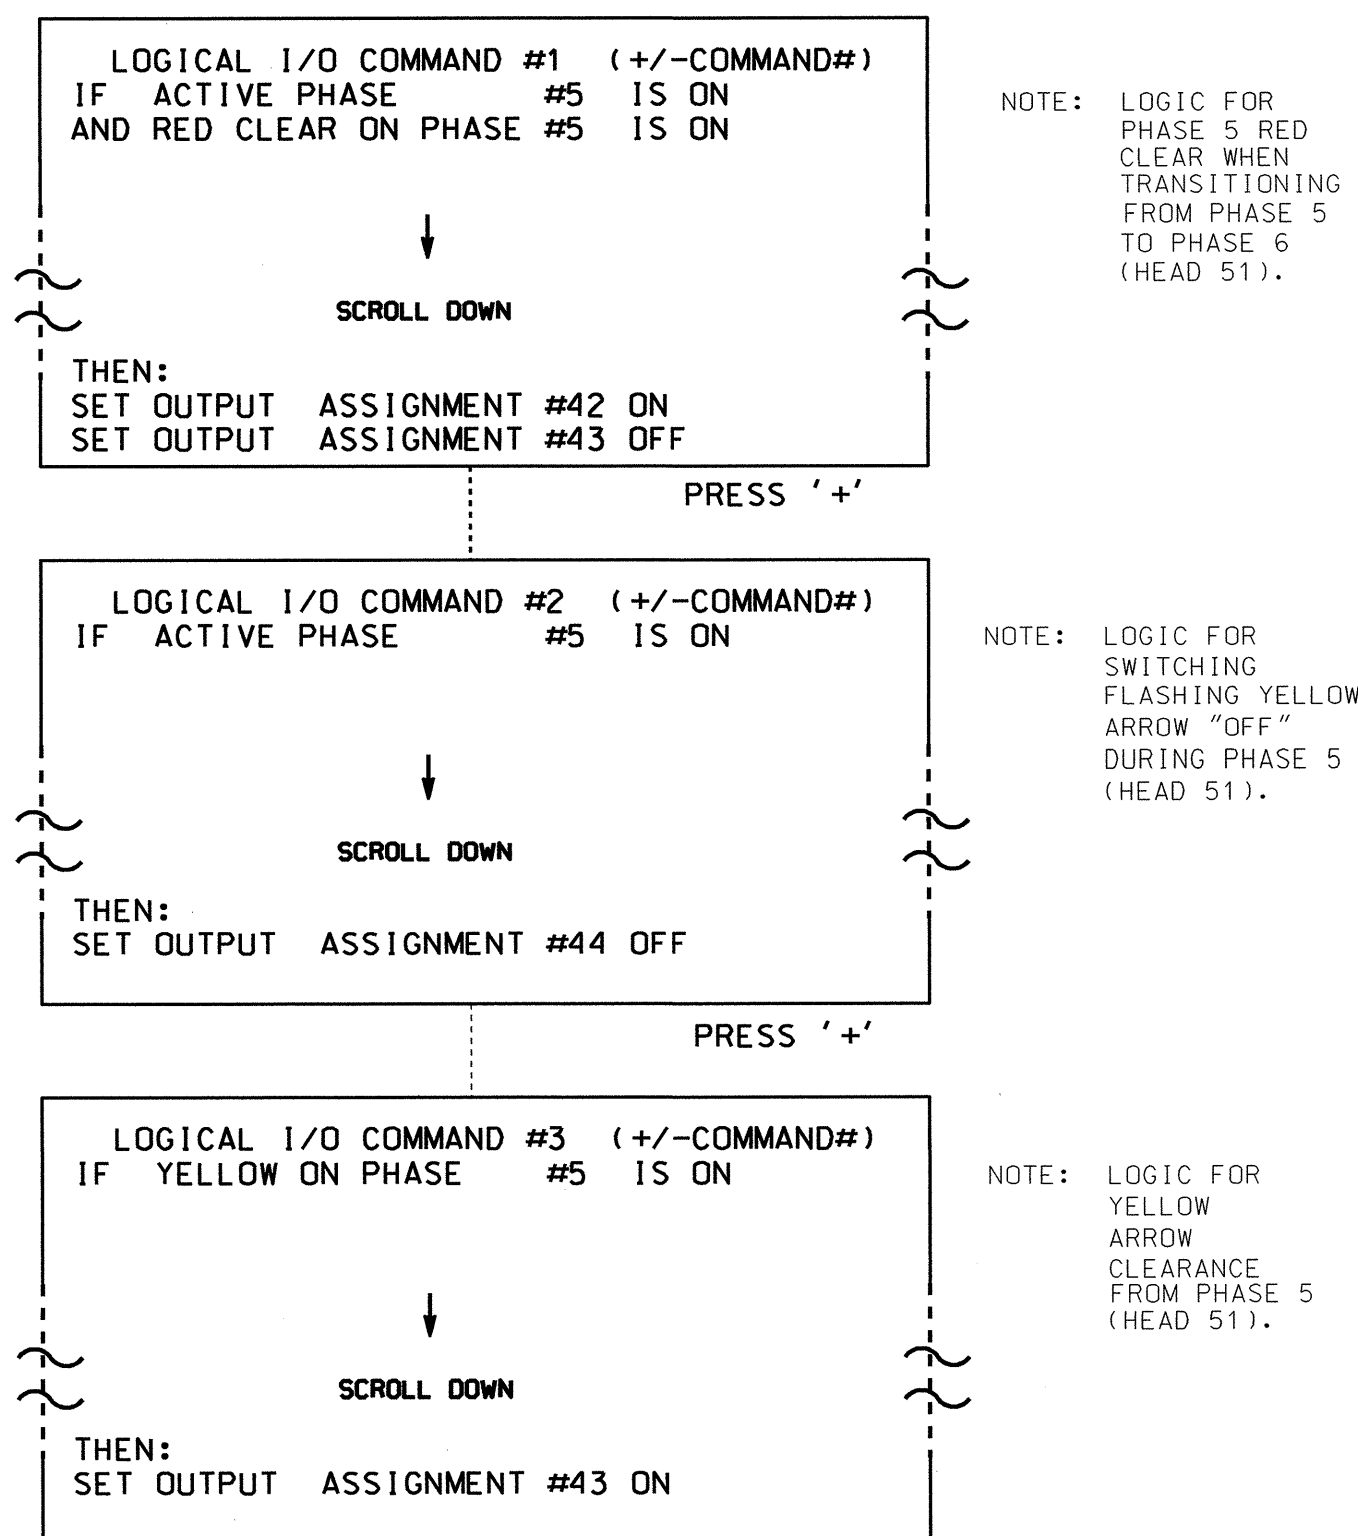 LOGICAL I/O COMMAND #1 (+/-COMMAND#)
IF ACTIVE PHASE #5 IS ON
AND RED CLEAR ON PHASE #5 IS ON
SCROLL DOWN
THEN:
SET OUTPUT ASSIGNMENT #42 ON
SET OUTPUT ASSIGNMENT #43 OFF
NOTE: LOGIC FOR
PHASE 5 RED
CLEAR WHEN
TRANSITIONING
FROM PHASE 5
TO PHASE 6
(HEAD 51).
PRESS '+'
LOGICAL I/O COMMAND #2 (+/-COMMAND#)
IF ACTIVE PHASE #5 IS ON
SCROLL DOWN
THEN:
SET OUTPUT ASSIGNMENT #44 OFF
NOTE: LOGIC FOR
SWITCHING
FLASHING YELLOW
ARROW "OFF"
DURING PHASE 5
(HEAD 51).
PRESS '+'
LOGICAL I/O COMMAND #3 (+/-COMMAND#)
IF YELLOW ON PHASE #5 IS ON
SCROLL DOWN
THEN:
SET OUTPUT ASSIGNMENT #43 ON
NOTE: LOGIC FOR
YELLOW
ARROW
CLEARANCE
FROM PHASE 5
(HEAD 51).